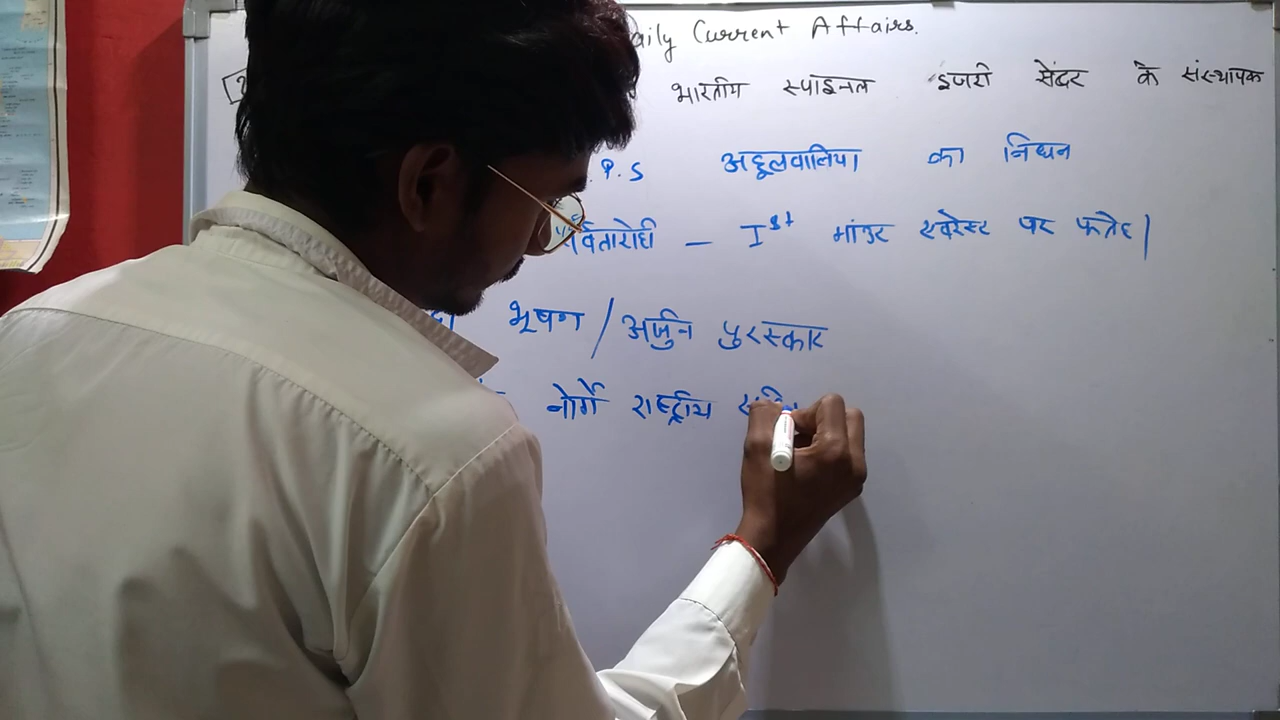 aily Current Affairs.
भारतीय स्पाइनल इंजरी सेंटर के संस्थापक
P. S अहलूवालिया का निधन
पर्वतारोही – Ist माउंट एवरेस्ट पर फतेह|
भूषण / अर्जुन पुरस्कार
नोर्गे राष्ट्रीय